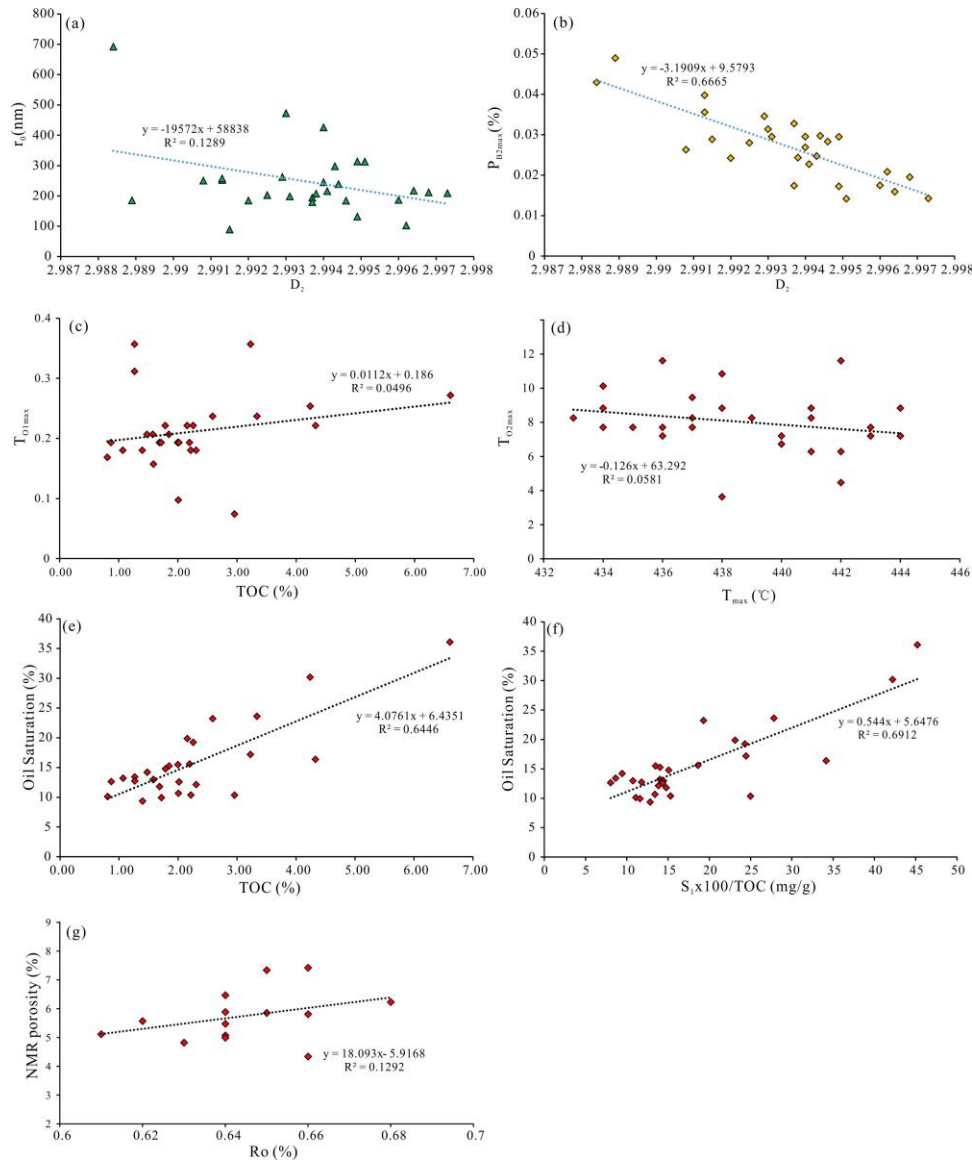 (a)
r₀(nm)
800
700
600
500
400
300
200
100
0
y = -19572x + 58838
R² = 0.1289
2.987 2.988 2.989 2.99 2.991 2.992 2.993 2.994 2.995 2.996 2.997 2.998
D₂
(b)
P_B2max(%)
0.06
0.05
0.04
0.03
0.02
0.01
0
y = -3.1909x + 9.5793
R² = 0.6665
2.987 2.988 2.989 2.99 2.991 2.992 2.993 2.994 2.995 2.996 2.997 2.998
D₂
(c)
T_O1max
0.4
0.3
0.2
0.1
0
y = 0.0112x + 0.186
R² = 0.0496
0.00 1.00 2.00 3.00 4.00 5.00 6.00 7.00
TOC (%)
(d)
T_O2max
12
10
8
6
4
2
0
y = -0.126x + 63.292
R² = 0.0581
432 434 436 438 440 442 444 446
T_max (℃)
(e)
Oil Saturation (%)
40
35
30
25
20
15
10
5
0
y = 4.0761x + 6.4351
R² = 0.6446
0.00 1.00 2.00 3.00 4.00 5.00 6.00 7.00
TOC (%)
(f)
Oil Saturation (%)
40
35
30
25
20
15
10
5
0
y = 0.544x + 5.6476
R² = 0.6912
0 5 10 15 20 25 30 35 40 45 50
S₁x100/TOC (mg/g)
(g)
NMR porosity (%)
9
8
7
6
5
4
3
2
y = 18.093x- 5.9168
R² = 0.1292
0.6 0.62 0.64 0.66 0.68 0.7
Ro (%)